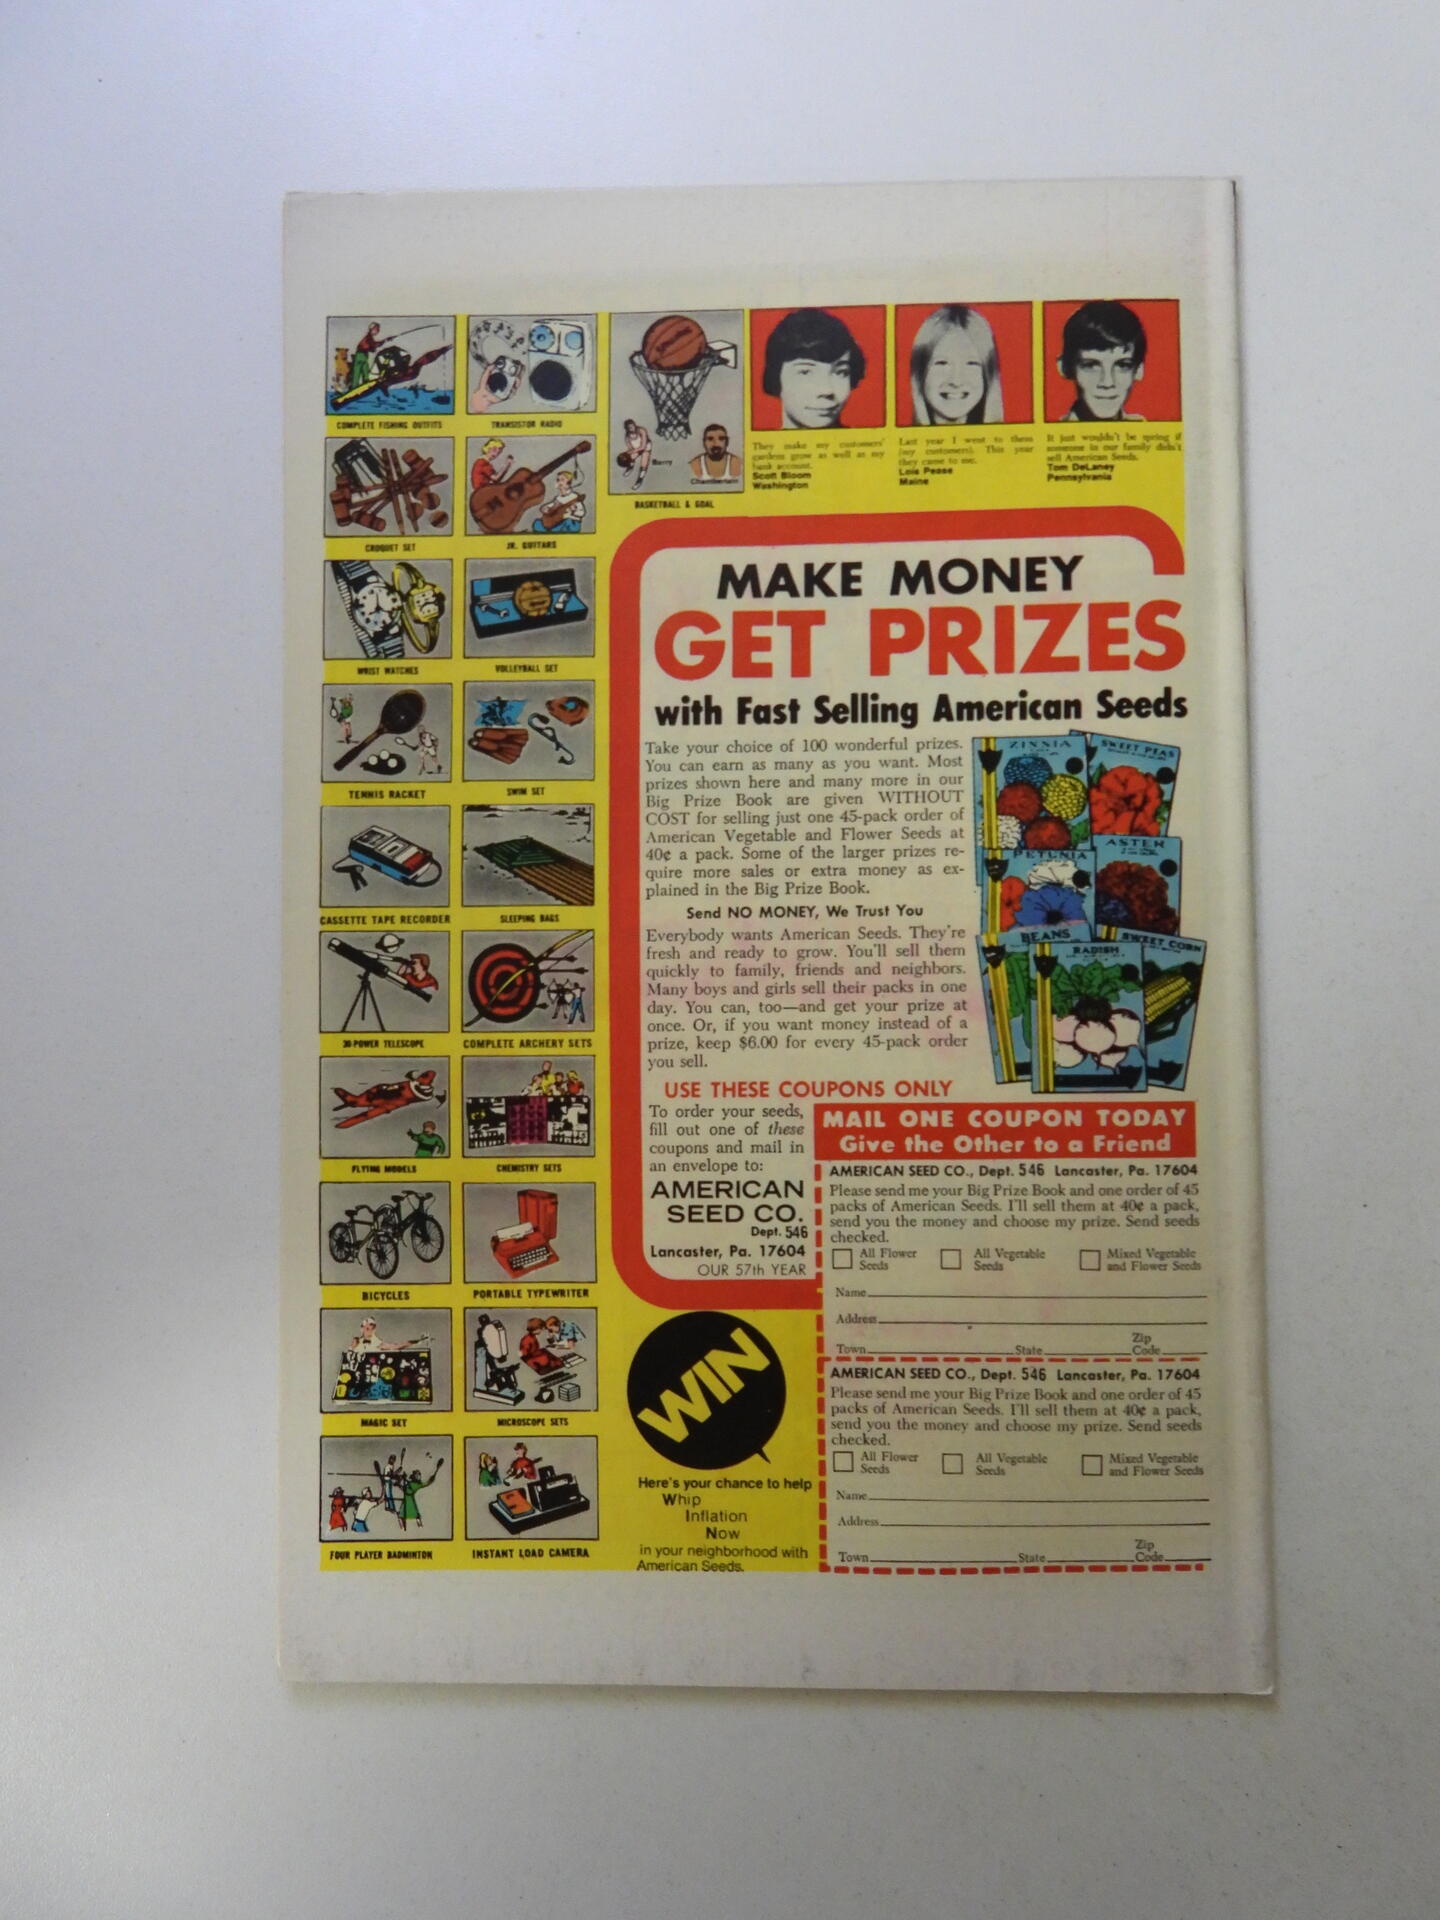 COMPLETE FISHING OUTFITS
TRANSISTOR RADIO
CROQUET SET
JR. GUITARS
WRIST WATCHES
VOLLEYBALL SET
TENNIS RACKET
SWIM SET
CASSETTE TAPE RECORDER
SLEEPING BAGS
30-POWER TELESCOPE
COMPLETE ARCHERY SETS
FLYING MODELS
CHEMISTRY SETS
BICYCLES
PORTABLE TYPEWRITER
MAGIC SET
MICROSCOPE SETS
FOUR PLAYER BADMINTON
INSTANT LOAD CAMERA
Barry
Chamberlain
BASKETBALL & GOAL
They make my customers'
gardens grow as well as my
bank account.
Scott Bloom
Washington
Last year I went to them
(my customers). This year
they came to me.
Lois Pease
Maine
It just wouldn't be spring if
someone in our family didn't
sell American Seeds.
Tom DeLaney
Pennsylvania
MAKE MONEY
GET PRIZES
with Fast Selling American Seeds
Take your choice of 100 wonderful prizes.
You can earn as many as you want. Most
prizes shown here and many more in our
Big Prize Book are given WITHOUT
COST for selling just one 45-pack order of
American Vegetable and Flower Seeds at
40¢ a pack. Some of the larger prizes re-
quire more sales or extra money as ex-
plained in the Big Prize Book.
Send NO MONEY, We Trust You
Everybody wants American Seeds. They're
fresh and ready to grow. You'll sell them
quickly to family, friends and neighbors.
Many boys and girls sell their packs in one
day. You can, too—and get your prize at
once. Or, if you want money instead of a
prize, keep $6.00 for every 45-pack order
you sell.
ZINNIA
SWEET PEAS
PETUNIA
ASTER
BEANS
RADISH
SWEET CORN
USE THESE COUPONS ONLY
To order your seeds,
fill out one of these
coupons and mail in
an envelope to:
AMERICAN
SEED CO.
Dept. 546
Lancaster, Pa. 17604
OUR 57th YEAR
MAIL ONE COUPON TODAY
Give the Other to a Friend
AMERICAN SEED CO., Dept. 546 Lancaster, Pa. 17604
Please send me your Big Prize Book and one order of 45
packs of American Seeds. I'll sell them at 40¢ a pack,
send you the money and choose my prize. Send seeds
checked.
All Flower Seeds
All Vegetable Seeds
Mixed Vegetable and Flower Seeds
Name
Address
Town State Zip Code
AMERICAN SEED CO., Dept. 546 Lancaster, Pa. 17604
Please send me your Big Prize Book and one order of 45
packs of American Seeds. I'll sell them at 40¢ a pack,
send you the money and choose my prize. Send seeds
checked.
All Flower Seeds
All Vegetable Seeds
Mixed Vegetable and Flower Seeds
Name
Address
Town State Zip Code
WIN
Here's your chance to help
Whip
Inflation
Now
in your neighborhood with
American Seeds.